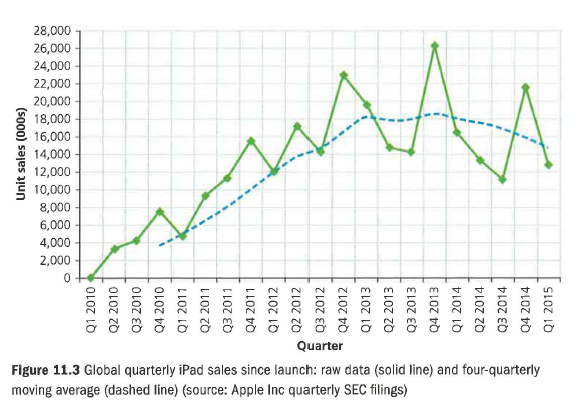 28,000
26,000
24,000
22,000
20,000
18,000
16,000
14,000
12,000
10,000
8,000
6,000
4,000
2,000
0
Unit sales (000s)
Q1 2010
Q2 2010
Q3 2010
Q4 2010
Q1 2011
Q2 2011
Q3 2011
Q4 2011
Q1 2012
Q2 2012
Q3 2012
Q4 2012
Q1 2013
Q2 2013
Q3 2013
Q4 2013
Q1 2014
Q2 2014
Q3 2014
Q4 2014
Q1 2015
Quarter
Figure 11.3 Global quarterly iPad sales since launch: raw data (solid line) and four-quarterly
moving average (dashed line) (source: Apple Inc quarterly SEC filings)